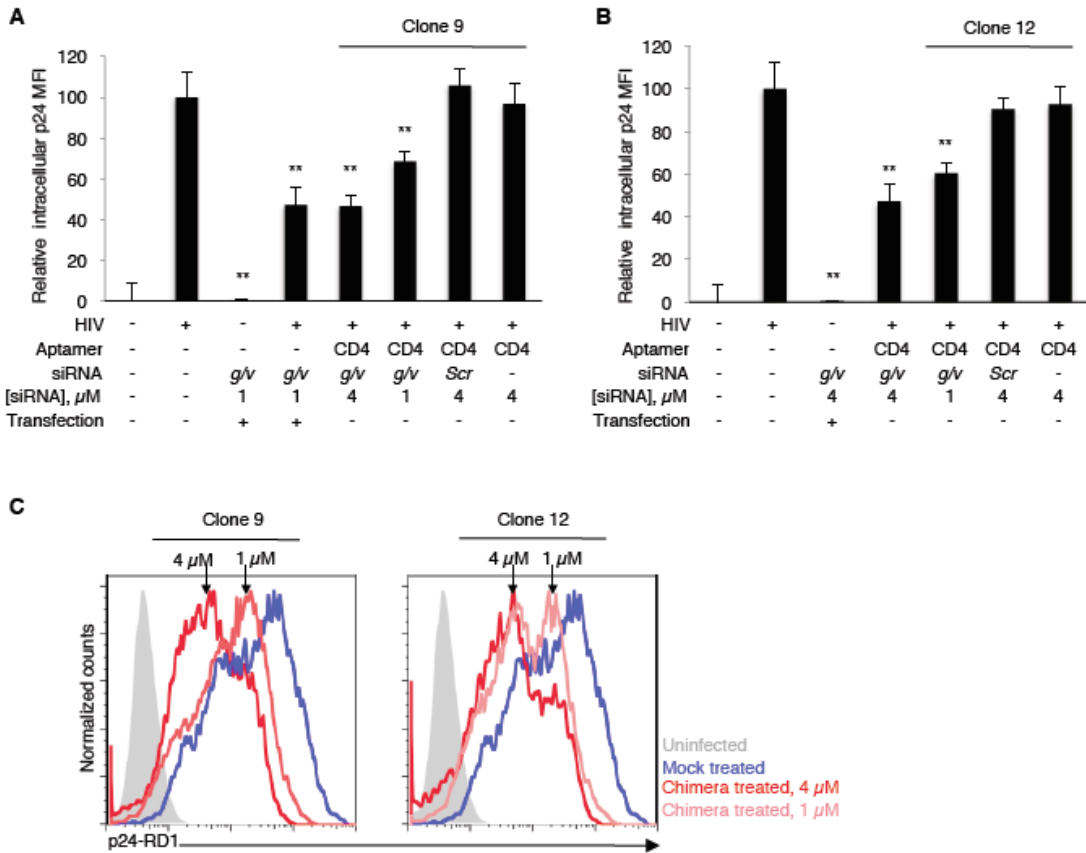 A
Clone 9
Relative intracellular p24 MFI
120
100
80
60
40
20
0
** ** ** **
HIV - + - + + + + +
Aptamer - - - - CD4 CD4 CD4 CD4
siRNA - - g/v g/v g/v g/v Scr -
[siRNA], µM - - 1 1 4 1 4 4
Transfection - - + + - - - -
B
Clone 12
Relative intracellular p24 MFI
120
100
80
60
40
20
0
** ** **
HIV - + - + + + +
Aptamer - - - CD4 CD4 CD4 CD4
siRNA - - g/v g/v g/v Scr -
[siRNA], µM - - 4 4 1 4 4
Transfection - - + - - - -
C
Clone 9
4 µM 1 µM
Clone 12
4 µM 1 µM
Normalized counts
p24-RD1
Uninfected
Mock treated
Chimera treated, 4 µM
Chimera treated, 1 µM